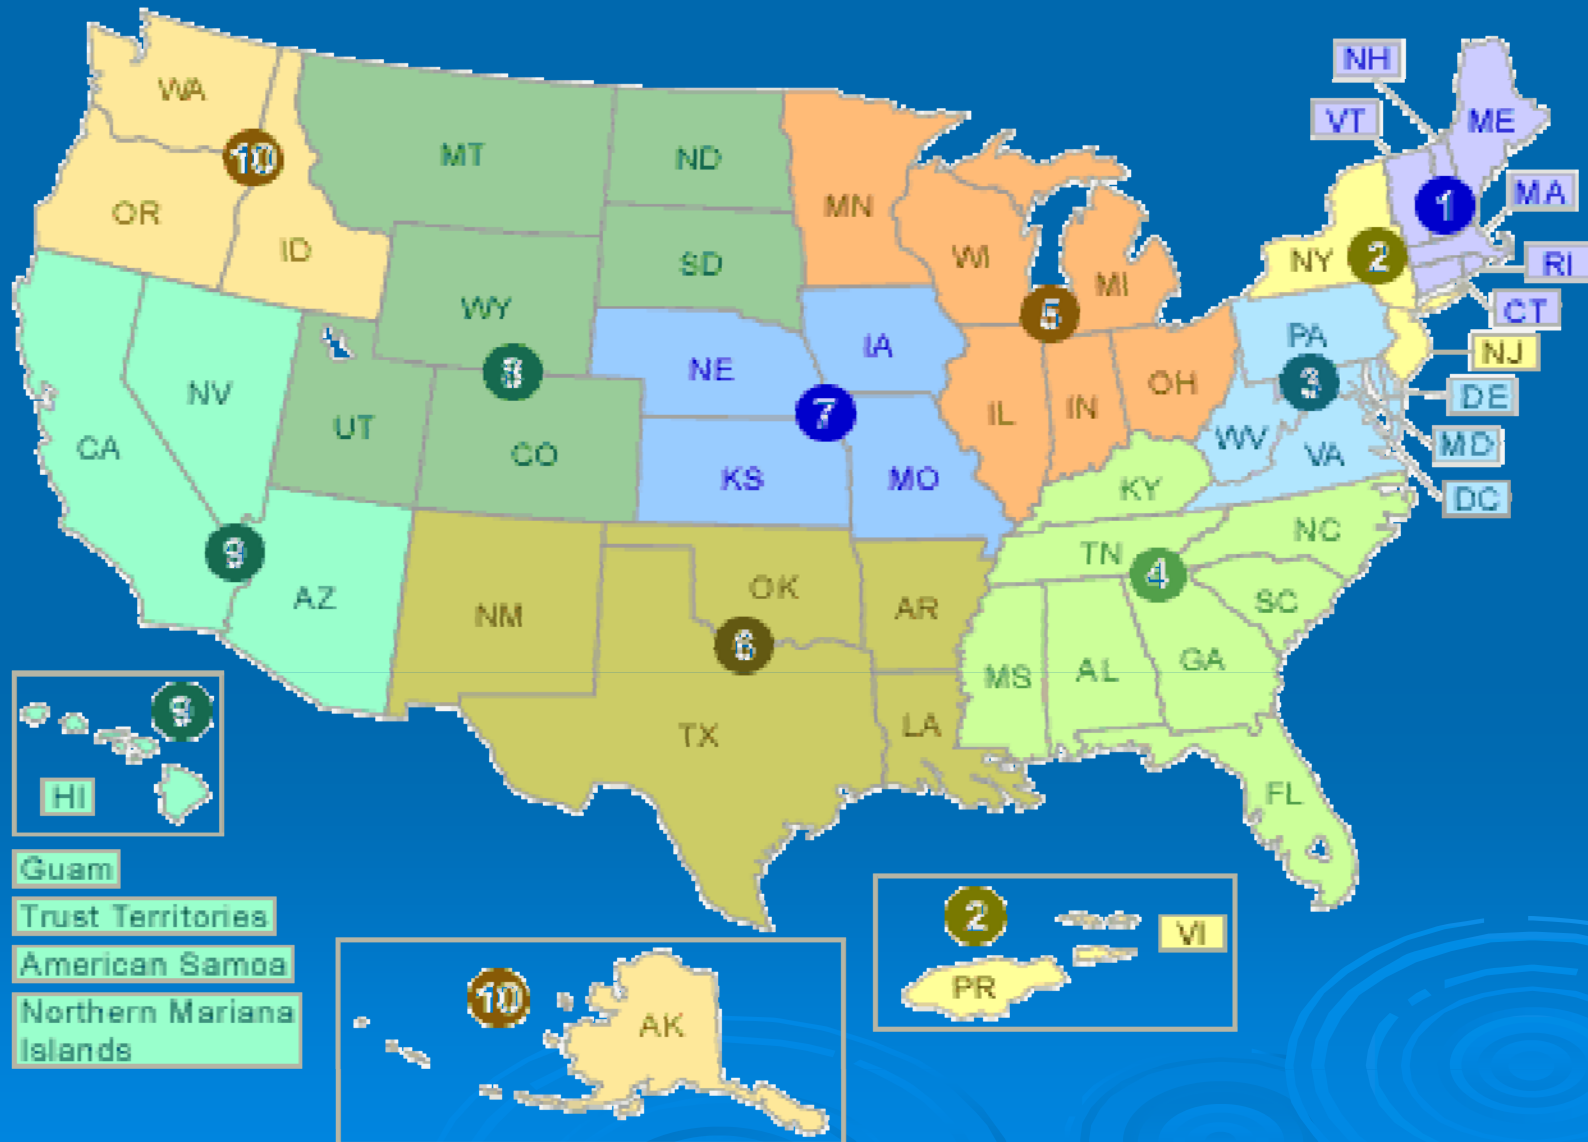 NH
VT
ME
WA
10
MT
ND
MN
OR
ID
SD
WI
MI
1
MA
NY
2
RI
CT
WY
5
IA
PA
NJ
NE
8
7
IL
IN
OH
3
DE
NV
UT
CO
KS
MO
WV
VA
MD
CA
KY
DC
9
AZ
NM
OK
AR
TN
4
NC
SC
6
TX
LA
MS
AL
GA
FL
9
HI
Guam
Trust Territories
American Samoa
Northern Mariana
Islands
10
AK
2
VI
PR